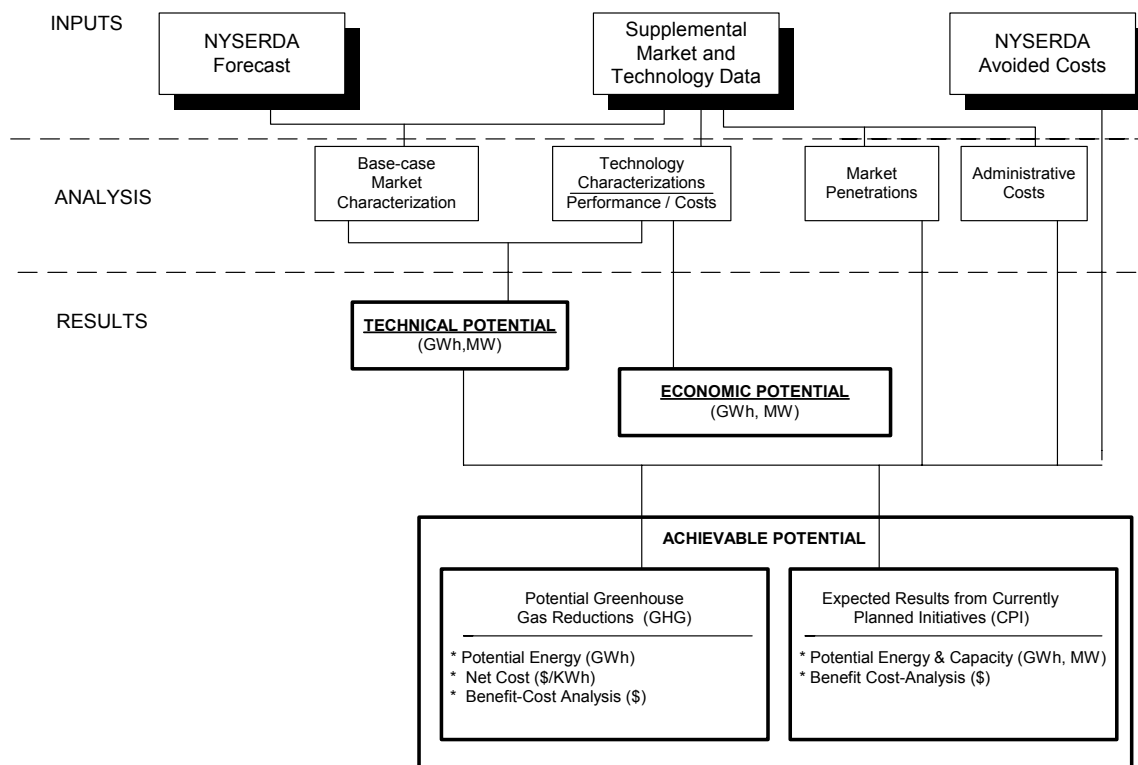 INPUTS
NYSERDA
Forecast
Supplemental
Market and
Technology Data
NYSERDA
Avoided Costs
ANALYSIS
Base-case
Market
Characterization
Technology
Characterizations
Performance / Costs
Market
Penetrations
Administrative
Costs
RESULTS
TECHNICAL POTENTIAL
(GWh,MW)
ECONOMIC POTENTIAL
(GWh, MW)
ACHIEVABLE POTENTIAL
Potential Greenhouse
Gas Reductions (GHG)
* Potential Energy (GWh)
* Net Cost ($/KWh)
* Benefit-Cost Analysis ($)
Expected Results from Currently
Planned Initiatives (CPI)
* Potential Energy & Capacity (GWh, MW)
* Benefit Cost-Analysis ($)